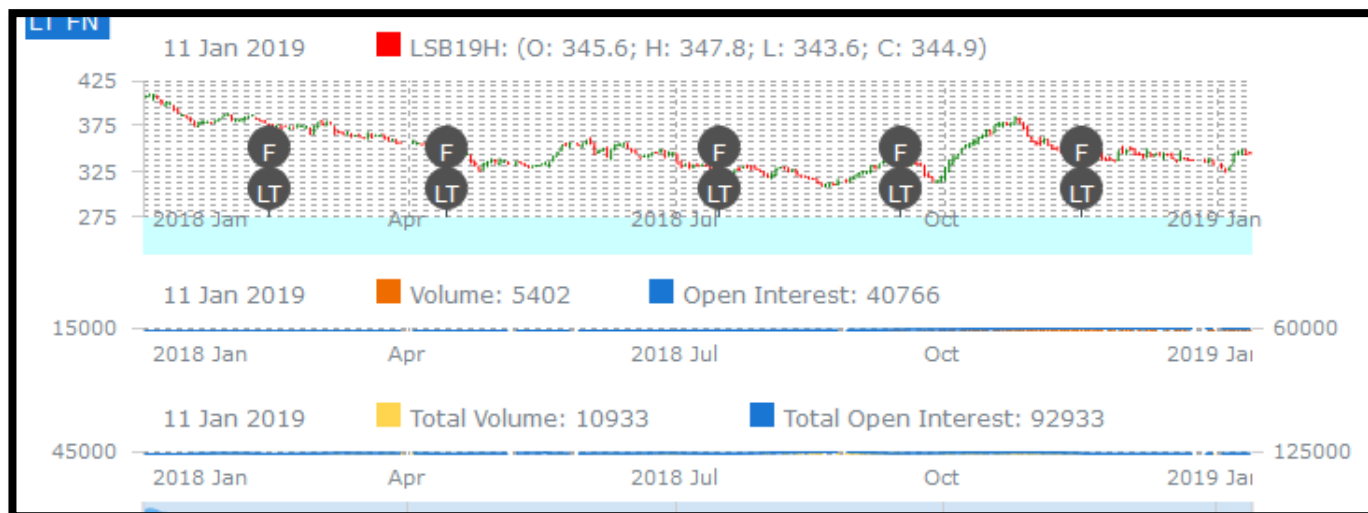 LT FN
11 Jan 2019 LSB19H: (O: 345.6; H: 347.8; L: 343.6; C: 344.9)
425
375
F F F F F
325
LT LT LT LT LT
275
2018 Jan Apr 2018 Jul Oct 2019 Jan
11 Jan 2019 Volume: 5402 Open Interest: 40766
15000 60000
2018 Jan Apr 2018 Jul Oct 2019 Jan
11 Jan 2019 Total Volume: 10933 Total Open Interest: 92933
45000 125000
2018 Jan Apr 2018 Jul Oct 2019 Jan